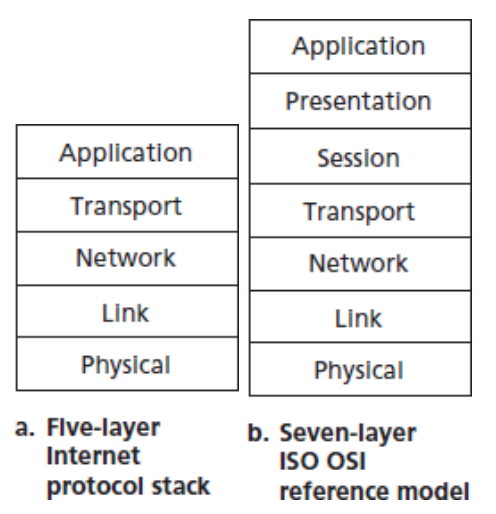 Application
Transport
Network
Link
Physical
a. Five-layer
Internet
protocol stack
Application
Presentation
Session
Transport
Network
Link
Physical
b. Seven-layer
ISO OSI
reference model